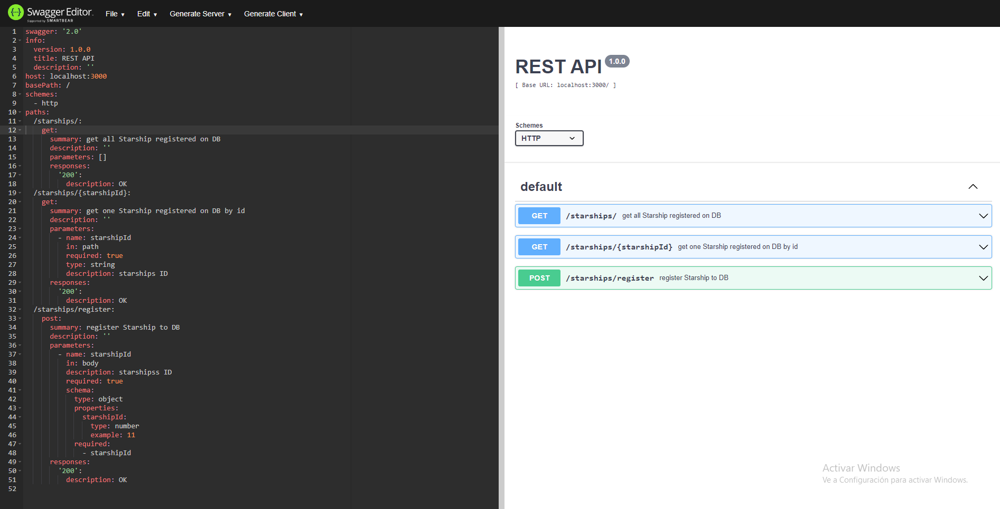 Swagger Editor
Supported by SMARTBEAR
File ▾ Edit ▾ Generate Server ▾ Generate Client ▾
1 swagger: '2.0'
2 info:
3   version: 1.0.0
4   title: REST API
5   description: ''
6 host: localhost:3000
7 basePath: /
8 schemes:
9   - http
10 paths:
11   /starships/:
12     get:
13       summary: get all Starship registered on DB
14       description: ''
15       parameters: []
16       responses:
17         '200':
18           description: OK
19   /starships/{starshipId}:
20     get:
21       summary: get one Starship registered on DB by id
22       description: ''
23       parameters:
24         - name: starshipId
25           in: path
26           required: true
27           type: string
28           description: starships ID
29       responses:
30         '200':
31           description: OK
32   /starships/register:
33     post:
34       summary: register Starship to DB
35       description: ''
36       parameters:
37         - name: starshipId
38           in: body
39           description: starshipss ID
40           required: true
41           schema:
42             type: object
43             properties:
44               starshipId:
45                 type: number
46                 example: 11
47             required:
48               - starshipId
49       responses:
50         '200':
51           description: OK
52
REST API 1.0.0
[ Base URL: localhost:3000/ ]
Schemes
HTTP
default
GET /starships/ get all Starship registered on DB
GET /starships/{starshipId} get one Starship registered on DB by id
POST /starships/register register Starship to DB
Activar Windows
Ve a Configuración para activar Windows.